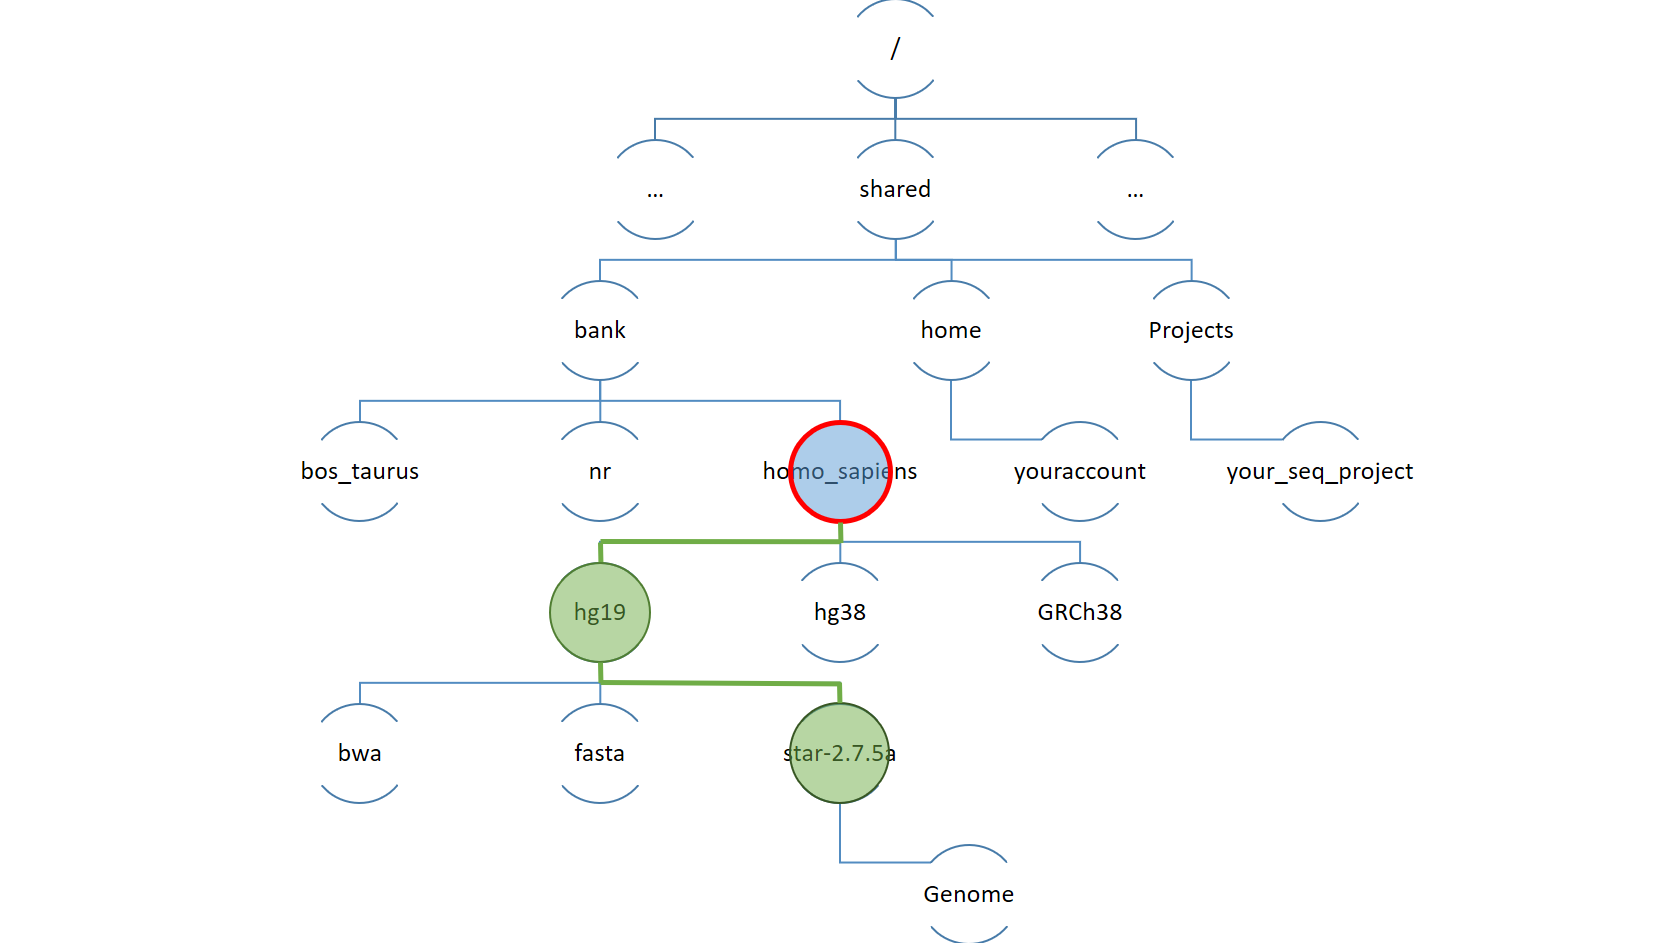 /
...
shared
...
bank
home
Projects
bos_taurus
nr
homo_sapiens
youraccount
your_seq_project
hg19
hg38
GRCh38
bwa
fasta
star-2.7.5a
Genome